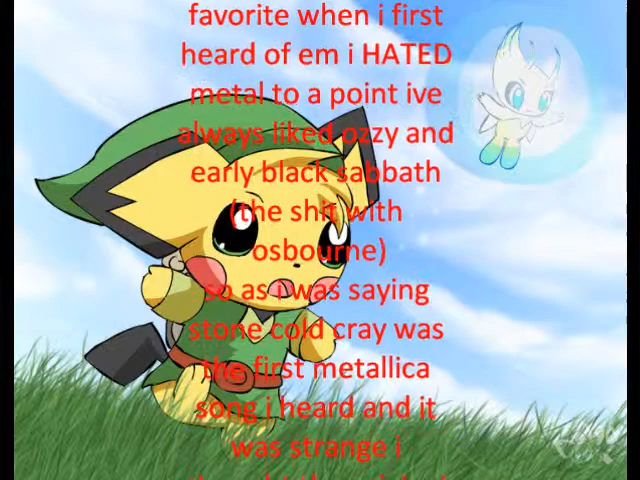 favorite when i first
heard of em i HATED
metal to a point ive
always liked ozzy and
early black sabbath
(the shit with
osbourne)
so as i was saying
stone cold cray was
the first metallica
song i heard and it
was strange i